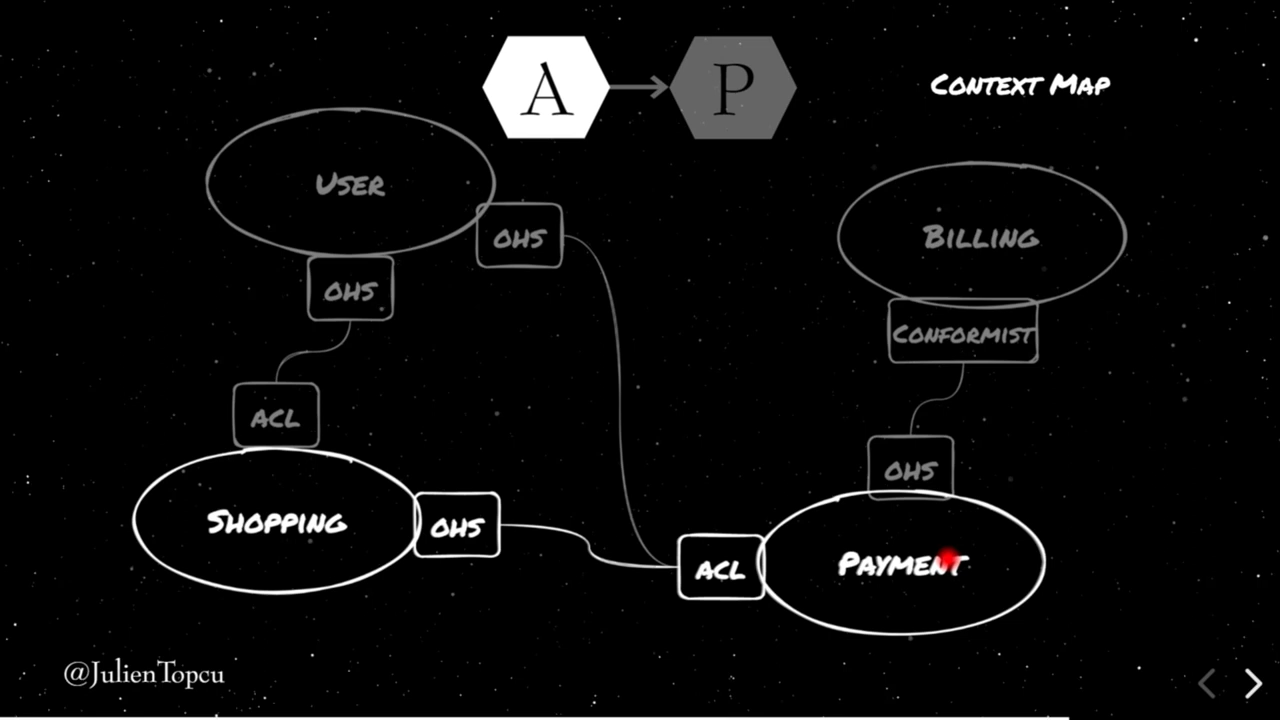 A
P
Context Map
User
OHS
Billing
OHS
Conformist
ACL
OHS
Shopping
OHS
ACL
Payment
@JulienTopcu